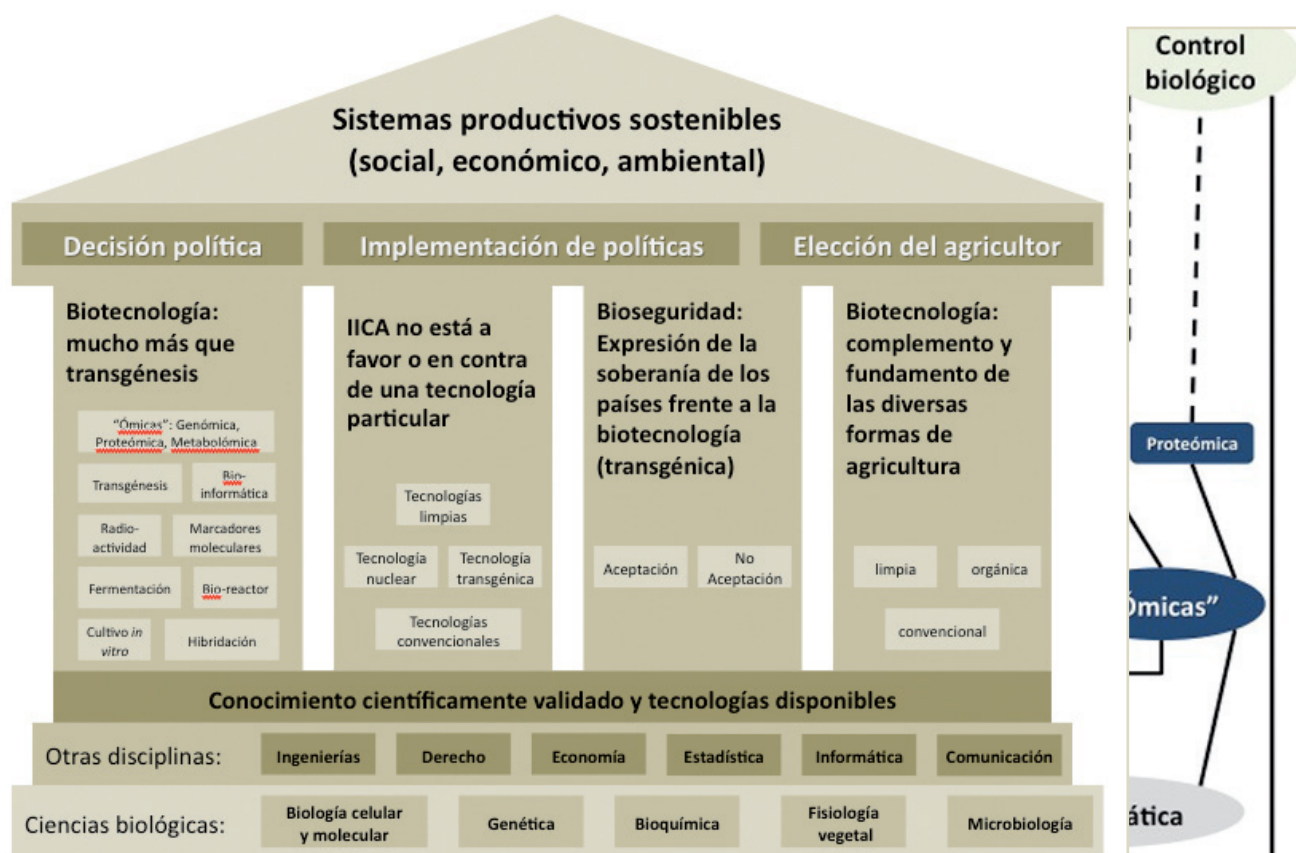 Sistemas productivos sostenibles
(social, económico, ambiental)
Decisión política
Implementación de políticas
Elección del agricultor
Biotecnología:
mucho más que
transgénesis
"Ómicas": Genómica,
Proteómica, Metabolómica
Transgénesis
Bio-
informática
Radio-
actividad
Marcadores
moleculares
Fermentación
Bio-reactor
Cultivo in
vitro
Hibridación
IICA no está a
favor o en contra
de una tecnología
particular
Tecnologías
limpias
Tecnología
nuclear
Tecnología
transgénica
Tecnologías
convencionales
Bioseguridad:
Expresión de la
soberanía de los
países frente a la
biotecnología
(transgénica)
Aceptación
No
Aceptación
Biotecnología:
complemento y
fundamento de
las diversas
formas de
agricultura
limpia
orgánica
convencional
Conocimiento científicamente validado y tecnologías disponibles
Otras disciplinas:
Ingenierías
Derecho
Economía
Estadística
Informática
Comunicación
Ciencias biológicas:
Biología celular
y molecular
Genética
Bioquímica
Fisiología
vegetal
Microbiología
Control
biológico
Proteómica
Ómicas"
ática